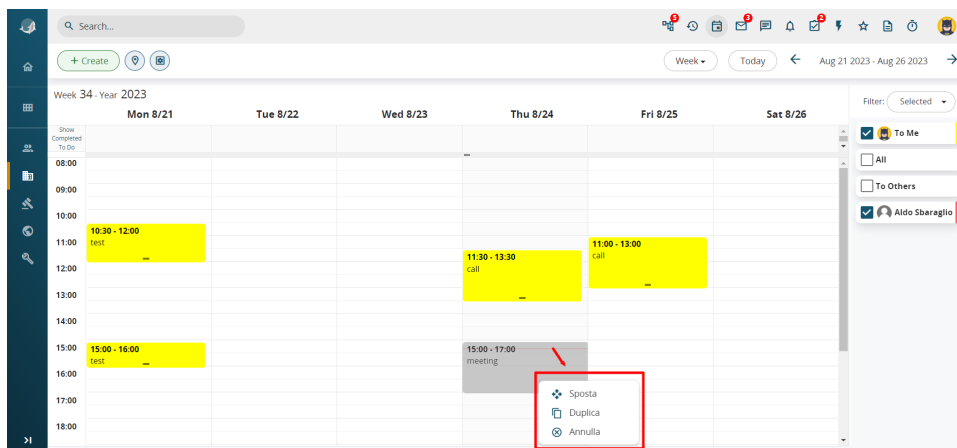 Search...
5
3
2
+ Create
Week
Today
Aug 21 2023 - Aug 26 2023
Week 34 - Year 2023
Filter:
Selected
Mon 8/21
Tue 8/22
Wed 8/23
Thu 8/24
Fri 8/25
Sat 8/26
Show
Completed
To Do
To Me
All
To Others
Aldo Sbaraglio
08:00
09:00
10:00
11:00
12:00
13:00
14:00
15:00
16:00
17:00
18:00
10:30 - 12:00
test
15:00 - 16:00
test
11:30 - 13:30
call
15:00 - 17:00
meeting
11:00 - 13:00
call
Sposta
Duplica
Annulla